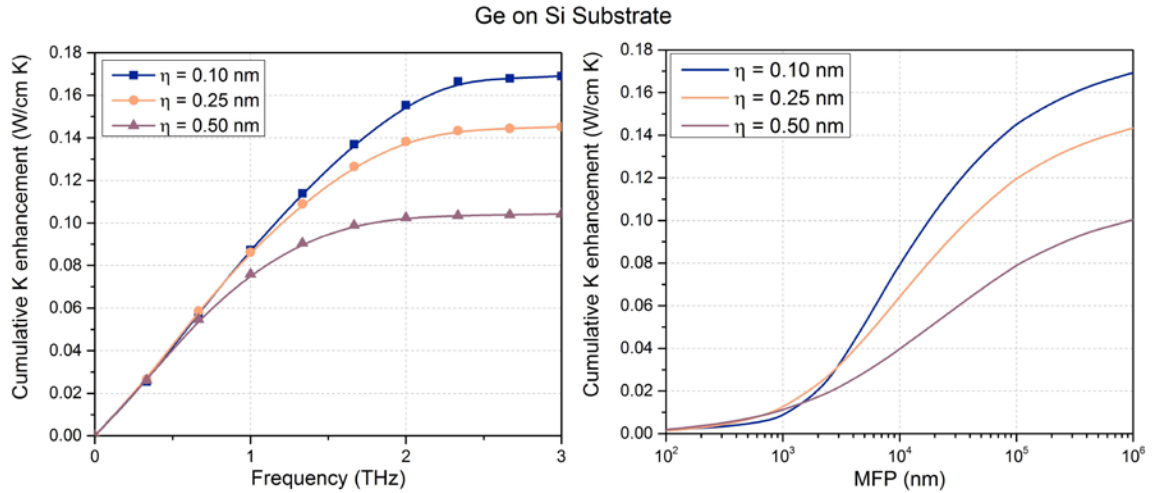 Ge on Si Substrate
Cumulative K enhancement (W/cm K)
0.18
0.16
0.14
0.12
0.10
0.08
0.06
0.04
0.02
0.00
η = 0.10 nm
η = 0.25 nm
η = 0.50 nm
0 1 2 3
Frequency (THz)
Cumulative K enhancement (W/cm K)
0.18
0.16
0.14
0.12
0.10
0.08
0.06
0.04
0.02
0.00
η = 0.10 nm
η = 0.25 nm
η = 0.50 nm
10² 10³ 10⁴ 10⁵ 10⁶
MFP (nm)